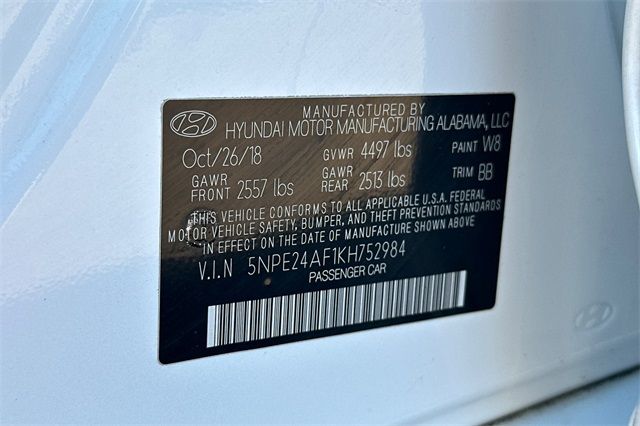 MANUFACTURED BY
HYUNDAI MOTOR MANUFACTURING ALABAMA, LLC
Oct/26/18 GVWR 4497 lbs PAINT W8
GAWR FRONT 2557 lbs GAWR REAR 2513 lbs TRIM BB
THIS VEHICLE CONFORMS TO ALL APPLICABLE U.S.A. FEDERAL
MOTOR VEHICLE SAFETY, BUMPER, AND THEFT PREVENTION STANDARDS
IN EFFECT ON THE DATE OF MANUFACTURE SHOWN ABOVE
V.I.N 5NPE24AF1KH752984
PASSENGER CAR